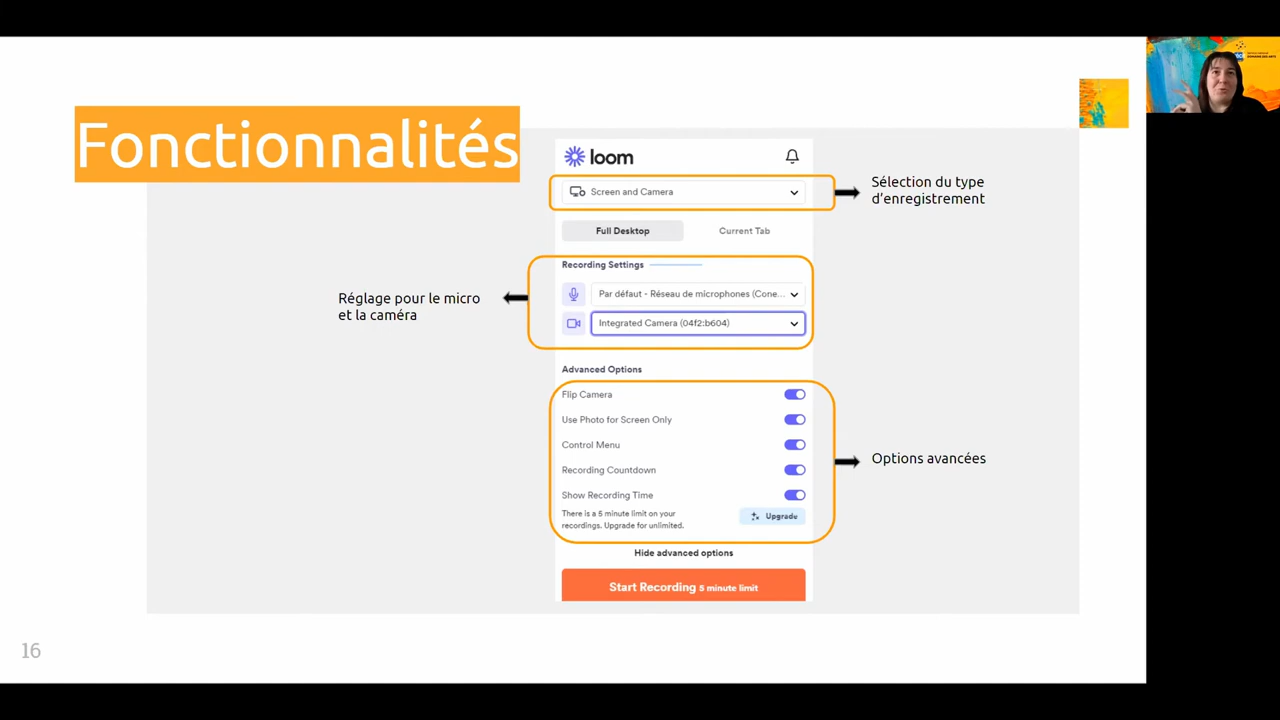 Fonctionnalités
loom
Screen and Camera
Sélection du type
d'enregistrement
Full Desktop
Current Tab
Recording Settings
Réglage pour le micro
et la caméra
Par défaut - Réseau de microphones (Cone...
Integrated Camera (04f2:b604)
Advanced Options
Flip Camera
Use Photo for Screen Only
Control Menu
Recording Countdown
Show Recording Time
There is a 5 minute limit on your
recordings. Upgrade for unlimited.
Upgrade
Options avancées
Hide advanced options
Start Recording 5 minute limit
16